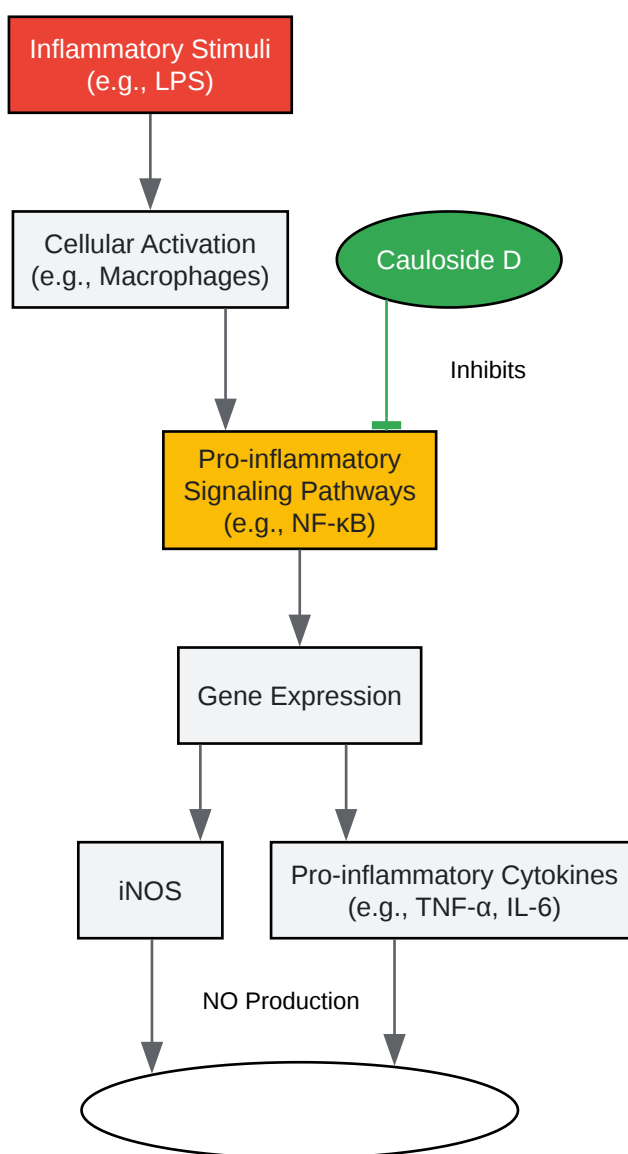 Inflammatory Stimuli
(e.g., LPS)
Cellular Activation
(e.g., Macrophages)
Cauloside D
Inhibits
Pro-inflammatory
Signaling Pathways
(e.g., NF-κB)
Gene Expression
iNOS
Pro-inflammatory Cytokines
(e.g., TNF-α, IL-6)
NO Production